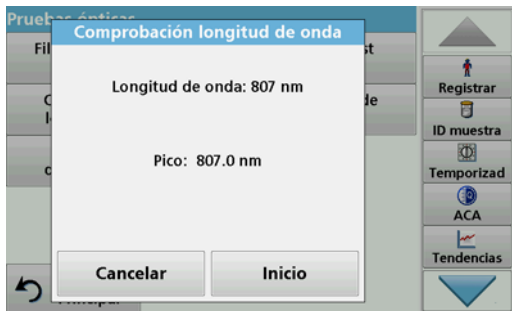 Pruebas ópticas
Comprobación longitud de onda
Longitud de onda: 807 nm
Pico: 807.0 nm
Cancelar
Inicio
Registrar
ID muestra
Temporizad
ACA
Tendencias